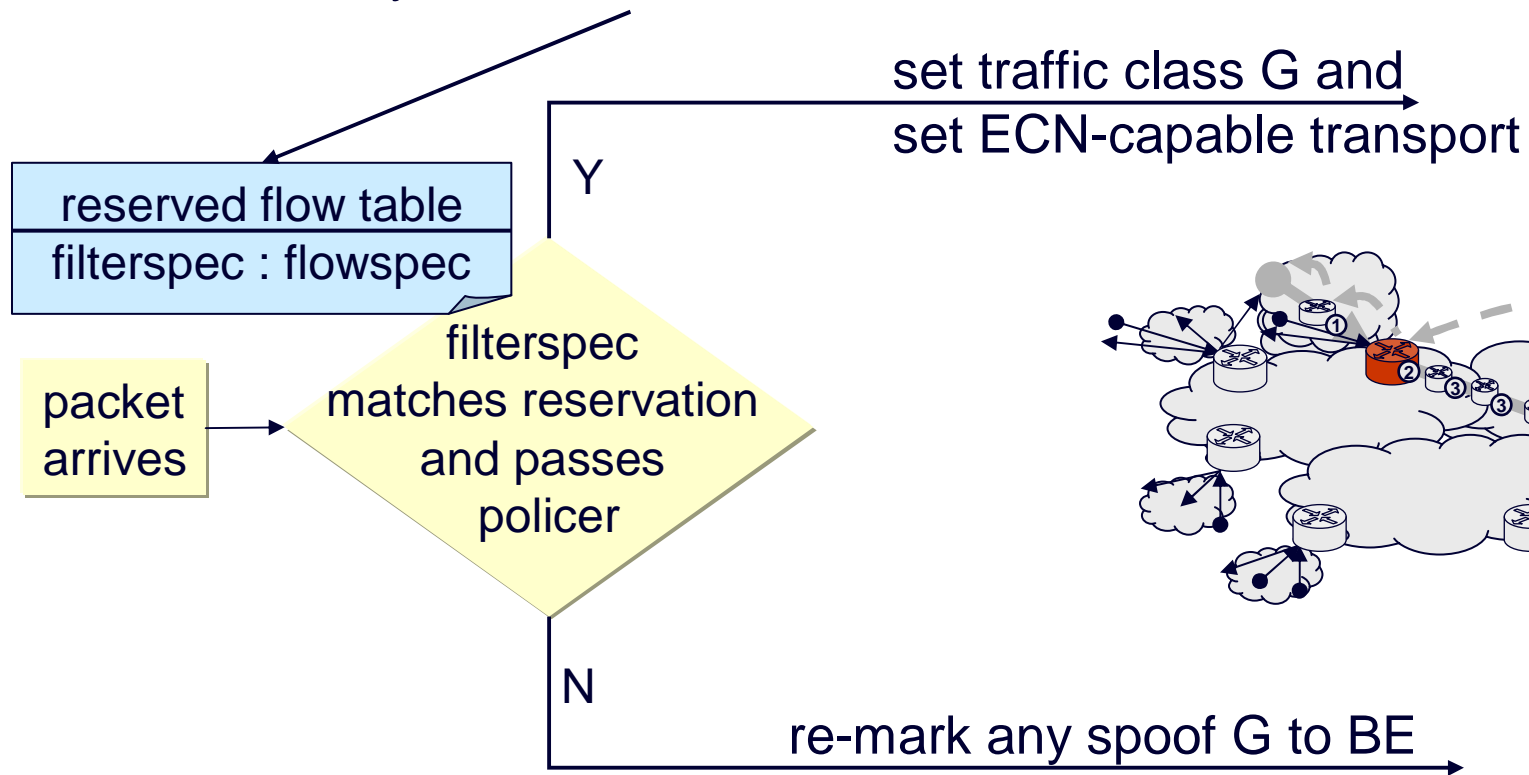 set traffic class G and
set ECN-capable transport
Y
reserved flow table
filterspec : flowspec
filterspec
matches reservation
and passes
policer
packet
arrives
1
2
3
3
N
re-mark any spoof G to BE